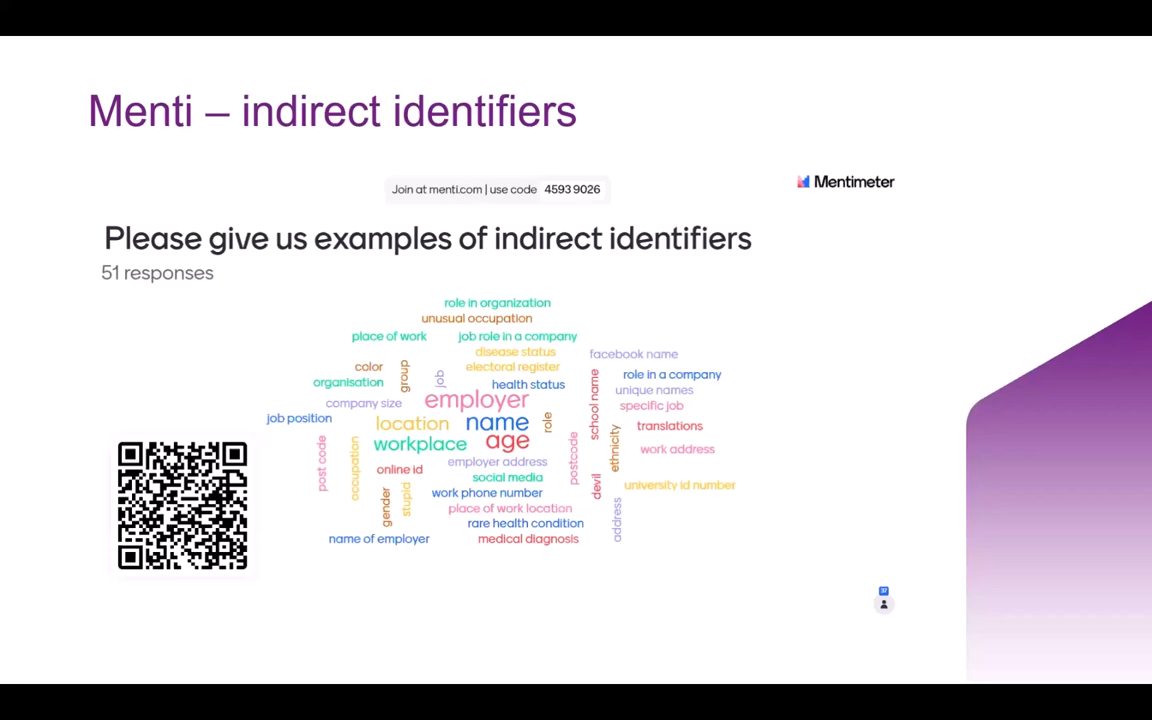 Menti – indirect identifiers
Join at menti.com | use code 4593 9026
Mentimeter
Please give us examples of indirect identifiers
51 responses
role in organization
unusual occupation
place of work
job role in a company
disease status
facebook name
color
group
job
electoral register
role in a company
organisation
health status
school name
unique names
company size
employer
specific job
job position
location
name
role
translations
workplace
age
postcode
ethnicity
work address
post code
occupation
online id
employer address
social media
devil
university id number
gender
stupid
work phone number
place of work location
address
rare health condition
name of employer
medical diagnosis